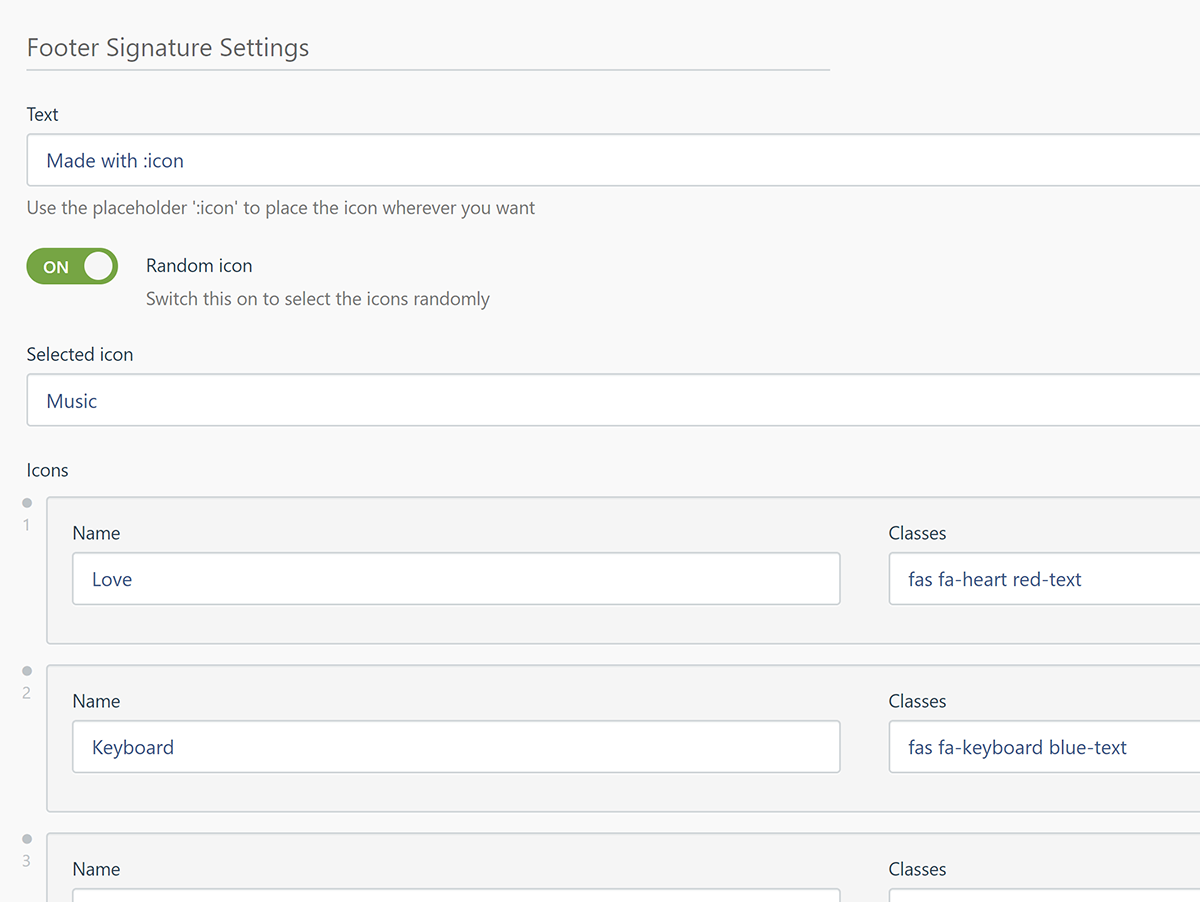 Footer Signature Settings
Text
Made with :icon
Use the placeholder ':icon' to place the icon wherever you want
ON
Random icon
Switch this on to select the icons randomly
Selected icon
Music
Icons
1
Name
Classes
Love
fas fa-heart red-text
2
Name
Classes
Keyboard
fas fa-keyboard blue-text
3
Name
Classes